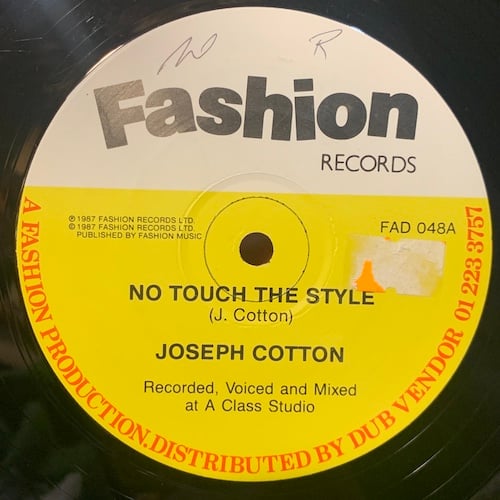 Fashion
RECORDS
℗ 1987 FASHION RECORDS LTD.
© 1987 FASHION RECORDS LTD.
PUBLISHED BY FASHION MUSIC
FAD 048A
NO TOUCH THE STYLE
(J. Cotton)
JOSEPH COTTON
Recorded, Voiced and Mixed
at A Class Studio
A FASHION PRODUCTION.DISTRIBUTED BY DUB VENDOR 01 223 3757